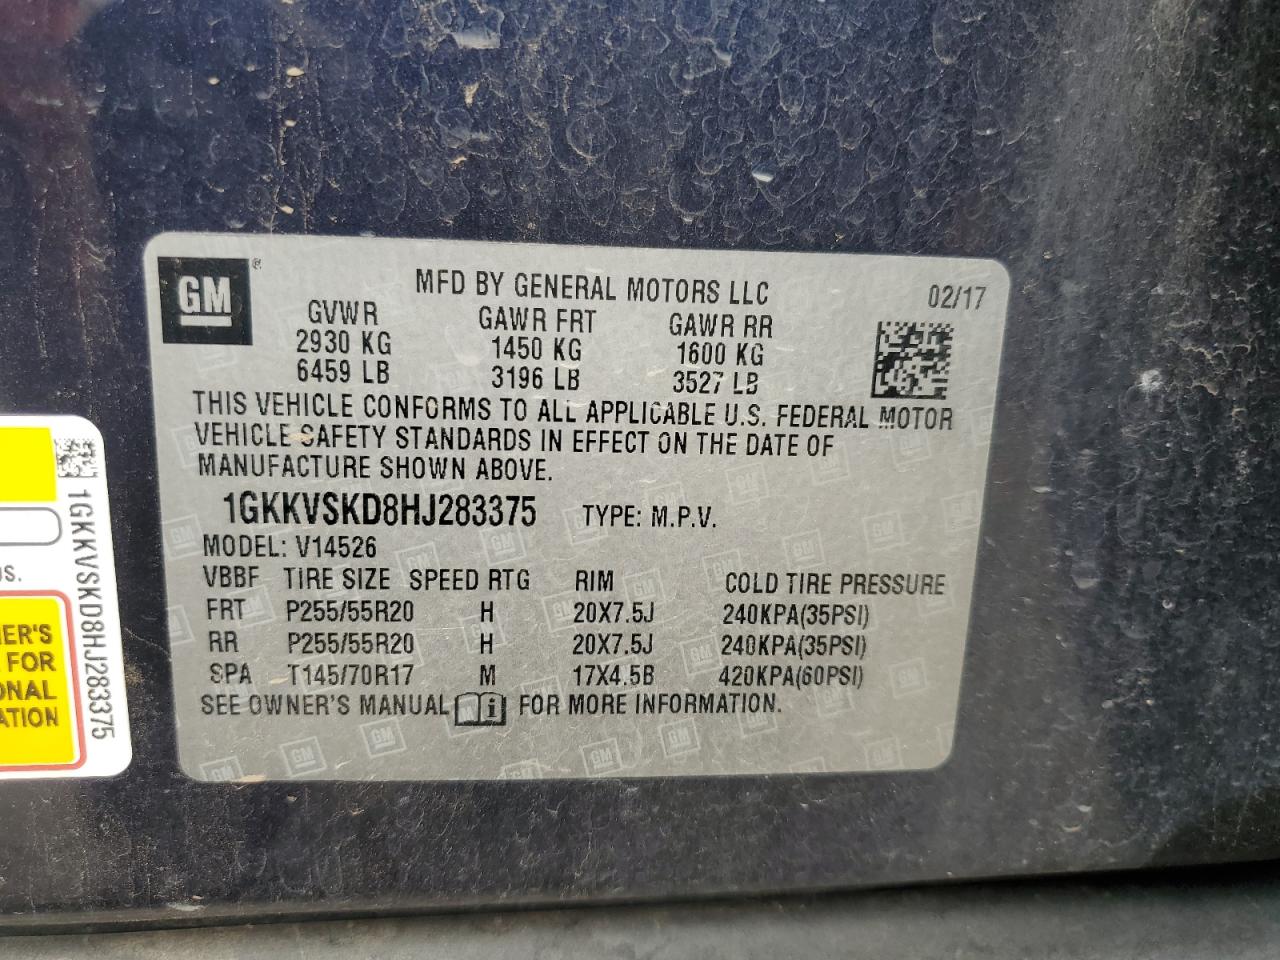 GM ®
MFD BY GENERAL MOTORS LLC 02/17
GVWR GAWR FRT GAWR RR
2930 KG 1450 KG 1600 KG
6459 LB 3196 LB 3527 LB
THIS VEHICLE CONFORMS TO ALL APPLICABLE U.S. FEDERAL MOTOR
VEHICLE SAFETY STANDARDS IN EFFECT ON THE DATE OF
MANUFACTURE SHOWN ABOVE.
1GKKVSKD8HJ283375 TYPE: M.P.V.
MODEL: V14526
VBBF TIRE SIZE SPEED RTG RIM COLD TIRE PRESSURE
FRT P255/55R20 H 20X7.5J 240KPA(35PSI)
RR P255/55R20 H 20X7.5J 240KPA(35PSI)
SPA T145/70R17 M 17X4.5B 420KPA(60PSI)
SEE OWNER'S MANUAL i FOR MORE INFORMATION.
1GKKVSKD8HJ283375
FOR